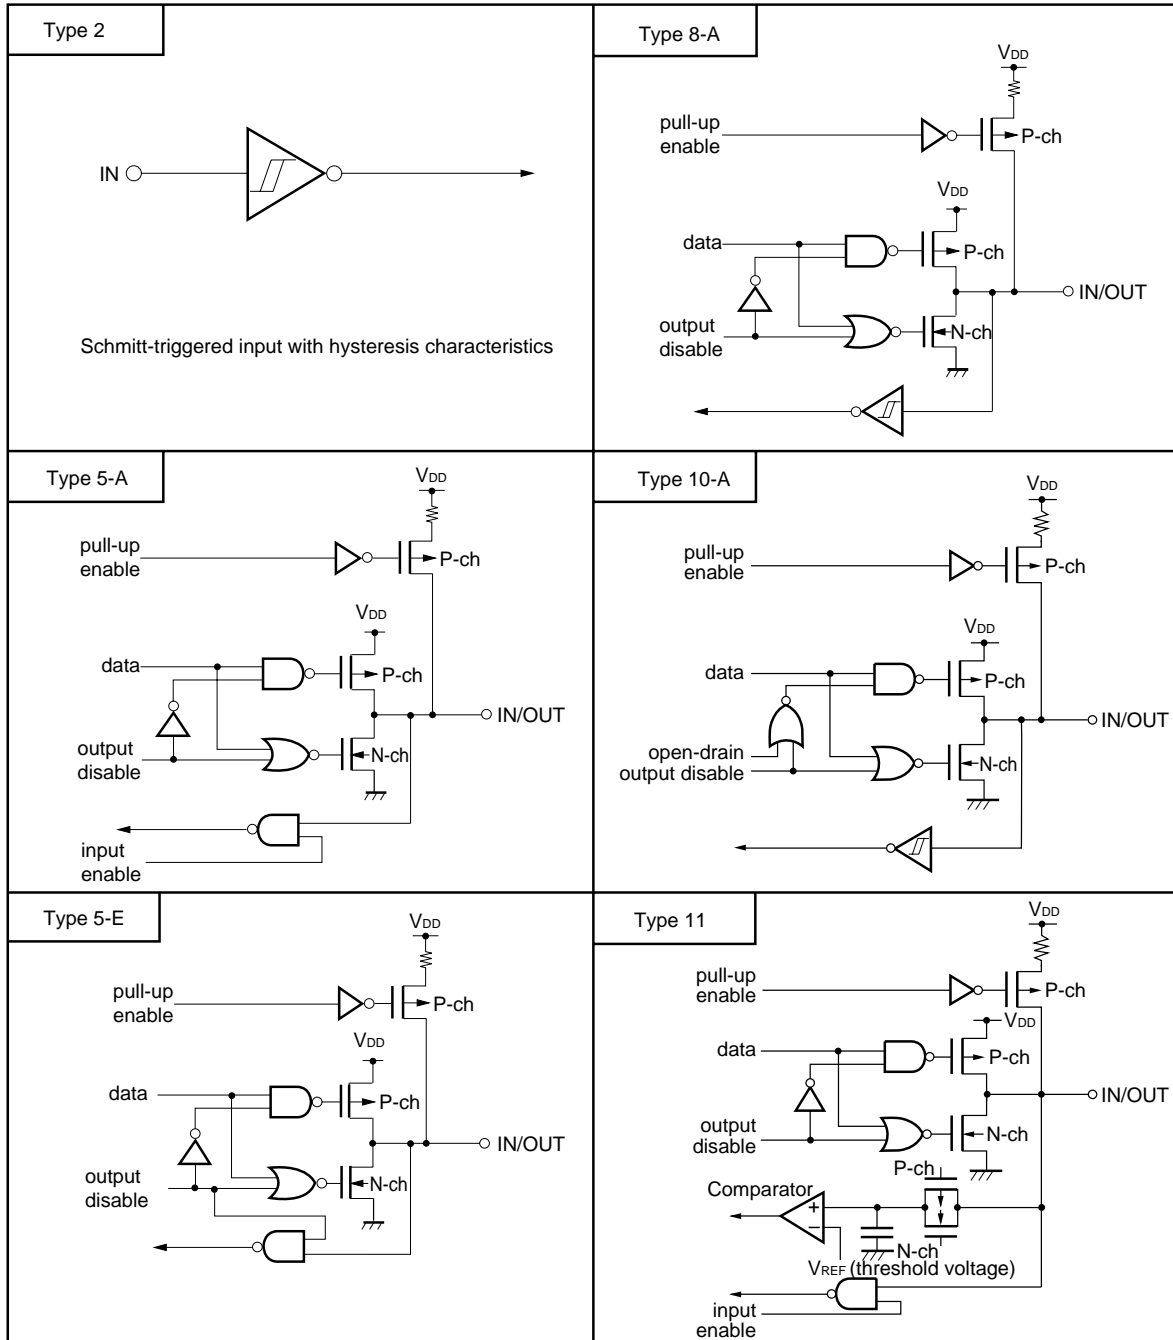 Type 2
IN
Schmitt-triggered input with hysteresis characteristics
Type 8-A
VDD
pull-up
enable
P-ch
VDD
data
P-ch
IN/OUT
output
disable
N-ch
Type 5-A
VDD
pull-up
enable
P-ch
VDD
data
P-ch
IN/OUT
output
disable
N-ch
input
enable
Type 10-A
VDD
pull-up
enable
P-ch
VDD
data
P-ch
IN/OUT
open-drain
output disable
N-ch
Type 5-E
VDD
pull-up
enable
P-ch
VDD
data
P-ch
IN/OUT
output
disable
N-ch
Type 11
VDD
pull-up
enable
P-ch
VDD
data
P-ch
IN/OUT
output
disable
N-ch
P-ch
Comparator
+
−
N-ch
VREF (threshold voltage)
input
enable